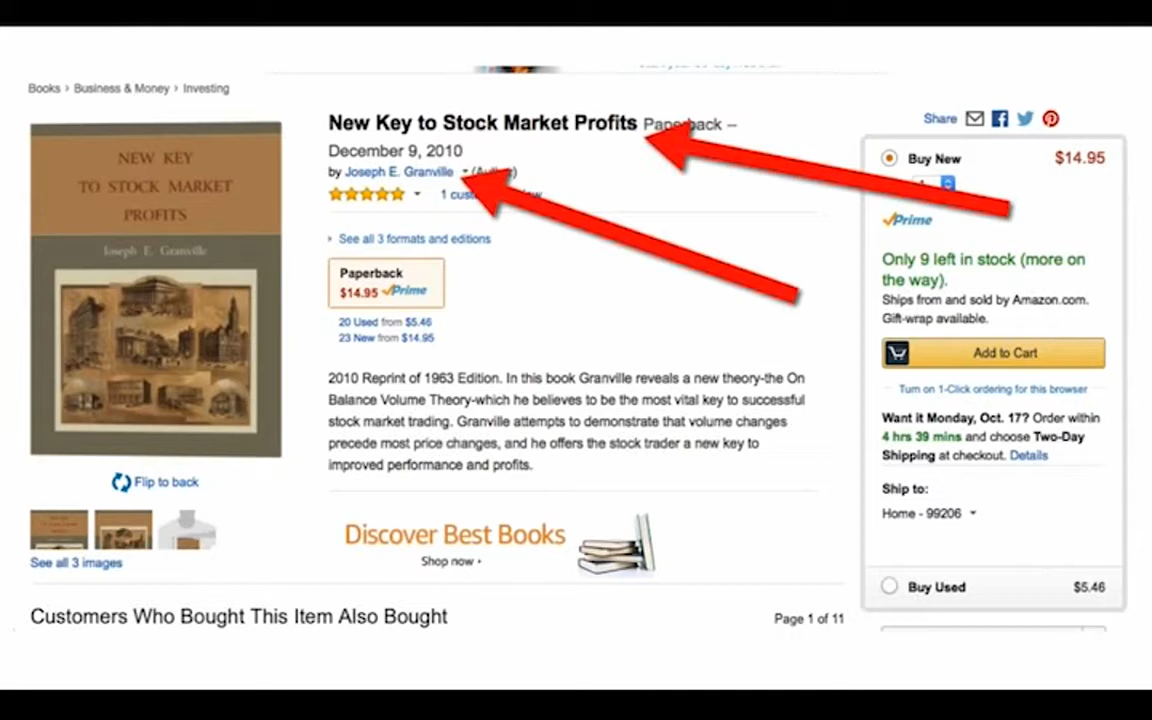 Books › Business & Money › Investing
NEW KEY
TO STOCK MARKET
PROFITS
Joseph E. Granville
Flip to back
See all 3 images
New Key to Stock Market Profits Paperback –
December 9, 2010
by Joseph E. Granville
1
See all 3 formats and editions
Paperback
$14.95 Prime
20 Used from $5.46
23 New from $14.95
2010 Reprint of 1963 Edition. In this book Granville reveals a new theory-the On
Balance Volume Theory-which he believes to be the most vital key to successful
stock market trading. Granville attempts to demonstrate that volume changes
precede most price changes, and he offers the stock trader a new key to
improved performance and profits.
Discover Best Books
Shop now ›
Share
Buy New $14.95
Prime
Only 9 left in stock (more on
the way).
Ships from and sold by Amazon.com.
Gift-wrap available.
Add to Cart
Turn on 1-Click ordering for this browser
Want it Monday, Oct. 17? Order within
4 hrs 39 mins and choose Two-Day
Shipping at checkout. Details
Ship to:
Home - 99206
Buy Used $5.46
Customers Who Bought This Item Also Bought
Page 1 of 11